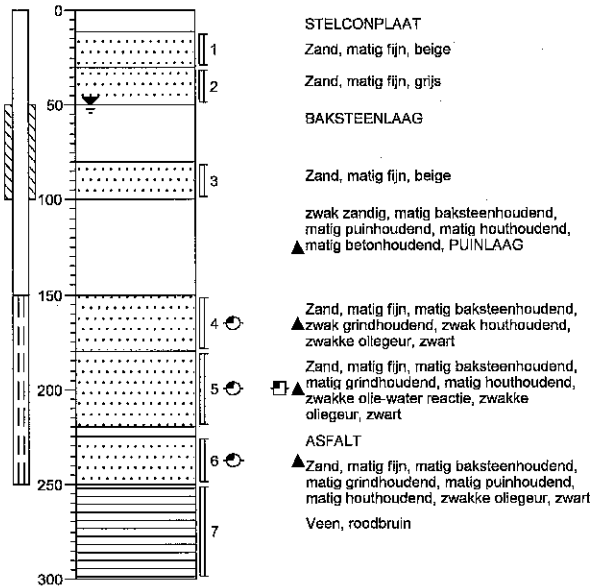 0
STELCONPLAAT
1
Zand, matig fijn, beige
2
Zand, matig fijn, grijs
50
BAKSTEENLAAG
3
Zand, matig fijn, beige
100
zwak zandig, matig baksteenhoudend,
matig puinhoudend, matig houthoudend,
matig betonhoudend, PUINLAAG
150
4
Zand, matig fijn, matig baksteenhoudend,
zwak grindhoudend, zwak houthoudend,
zwakke oliegeur, zwart
200
5
Zand, matig fijn, matig baksteenhoudend,
matig grindhoudend, matig houthoudend,
zwakke olie-water reactie, zwakke
oliegeur, zwart
ASFALT
6
Zand, matig fijn, matig baksteenhoudend,
matig grindhoudend, matig puinhoudend,
matig houthoudend, zwakke oliegeur, zwart
250
7
Veen, roodbruin
300